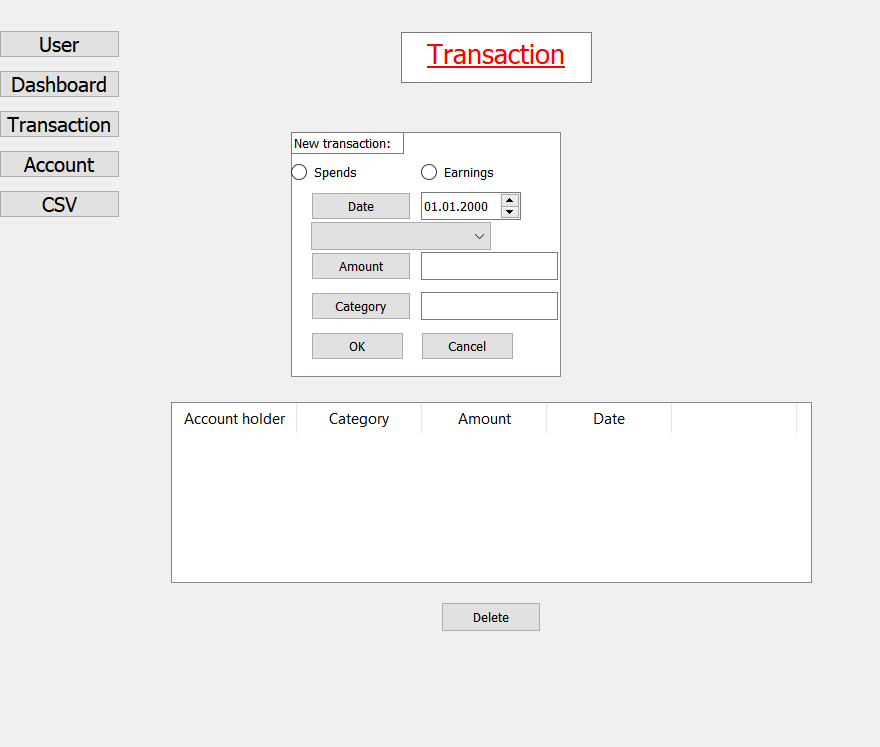 User
Dashboard
Transaction
Account
CSV
Transaction
New transaction:
Spends Earnings
Date 01.01.2000
Amount
Category
OK Cancel
Account holder Category Amount Date
Delete